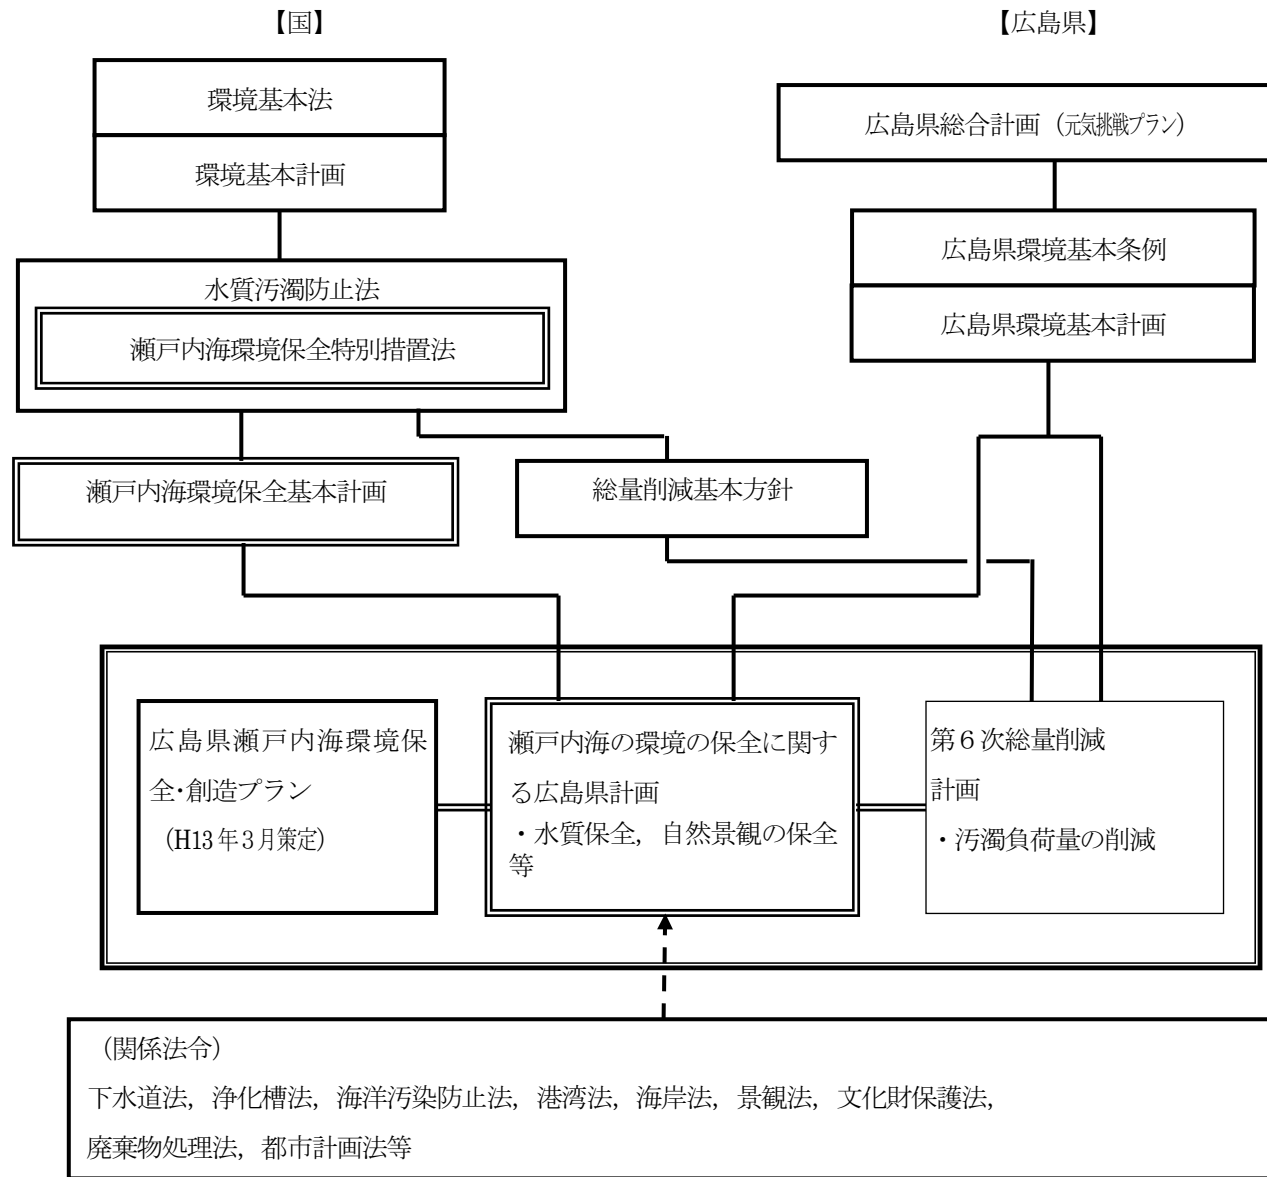 【国】
【広島県】
環境基本法
環境基本計画
広島県総合計画（元気挑戦プラン）
広島県環境基本条例
広島県環境基本計画
水質汚濁防止法
瀬戸内海環境保全特別措置法
瀬戸内海環境保全基本計画
総量削減基本方針
広島県瀬戸内海環境保
全・創造プラン
（H13年3月策定）
瀬戸内海の環境の保全に関す
る広島県計画
・水質保全，自然景観の保全
等
第６次総量削減
計画
・汚濁負荷量の削減
（関係法令）
下水道法，浄化槽法，海洋汚染防止法，港湾法，海岸法，景観法，文化財保護法，
廃棄物処理法，都市計画法等